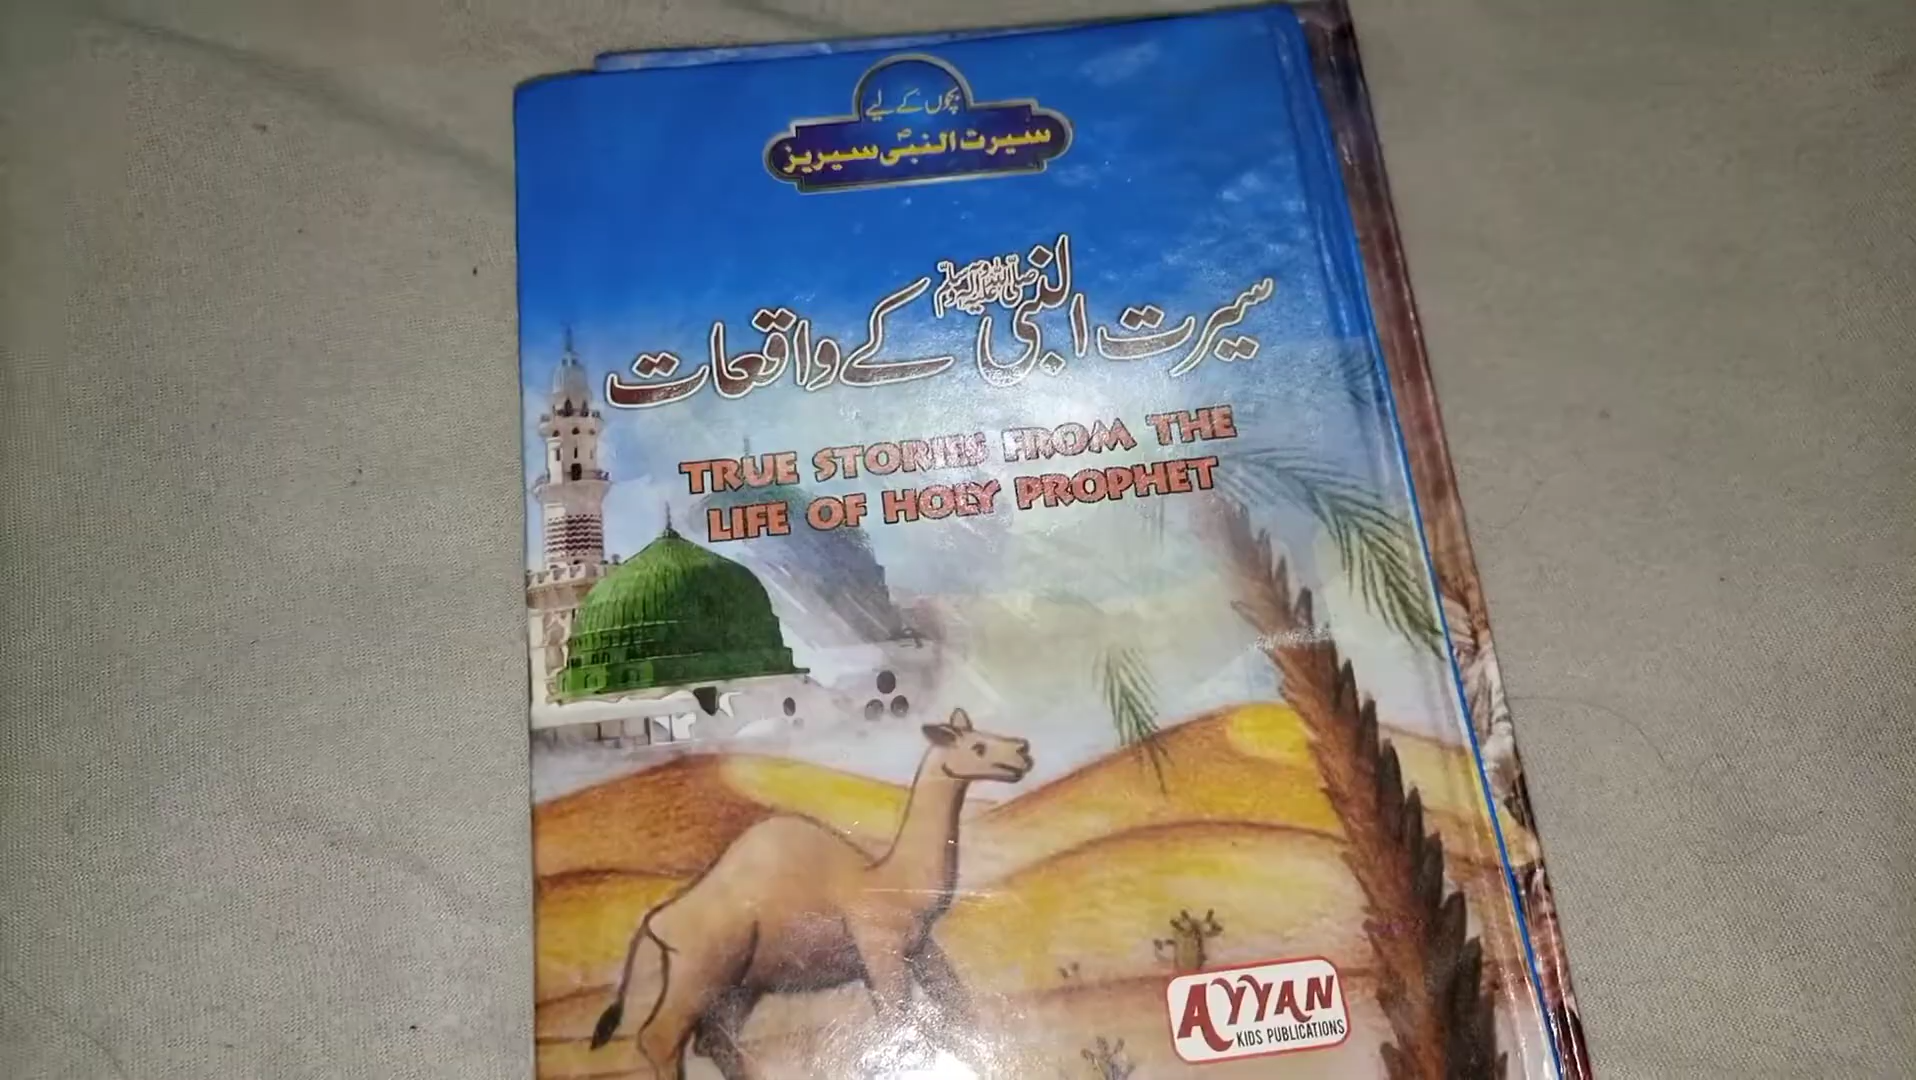 بچوں کے لیے
سیرت النبیؐ سیریز
سیرت النبی ﷺ کے واقعات
TRUE STORIES FROM THE
LIFE OF HOLY PROPHET
AYYAN
KIDS PUBLICATIONS